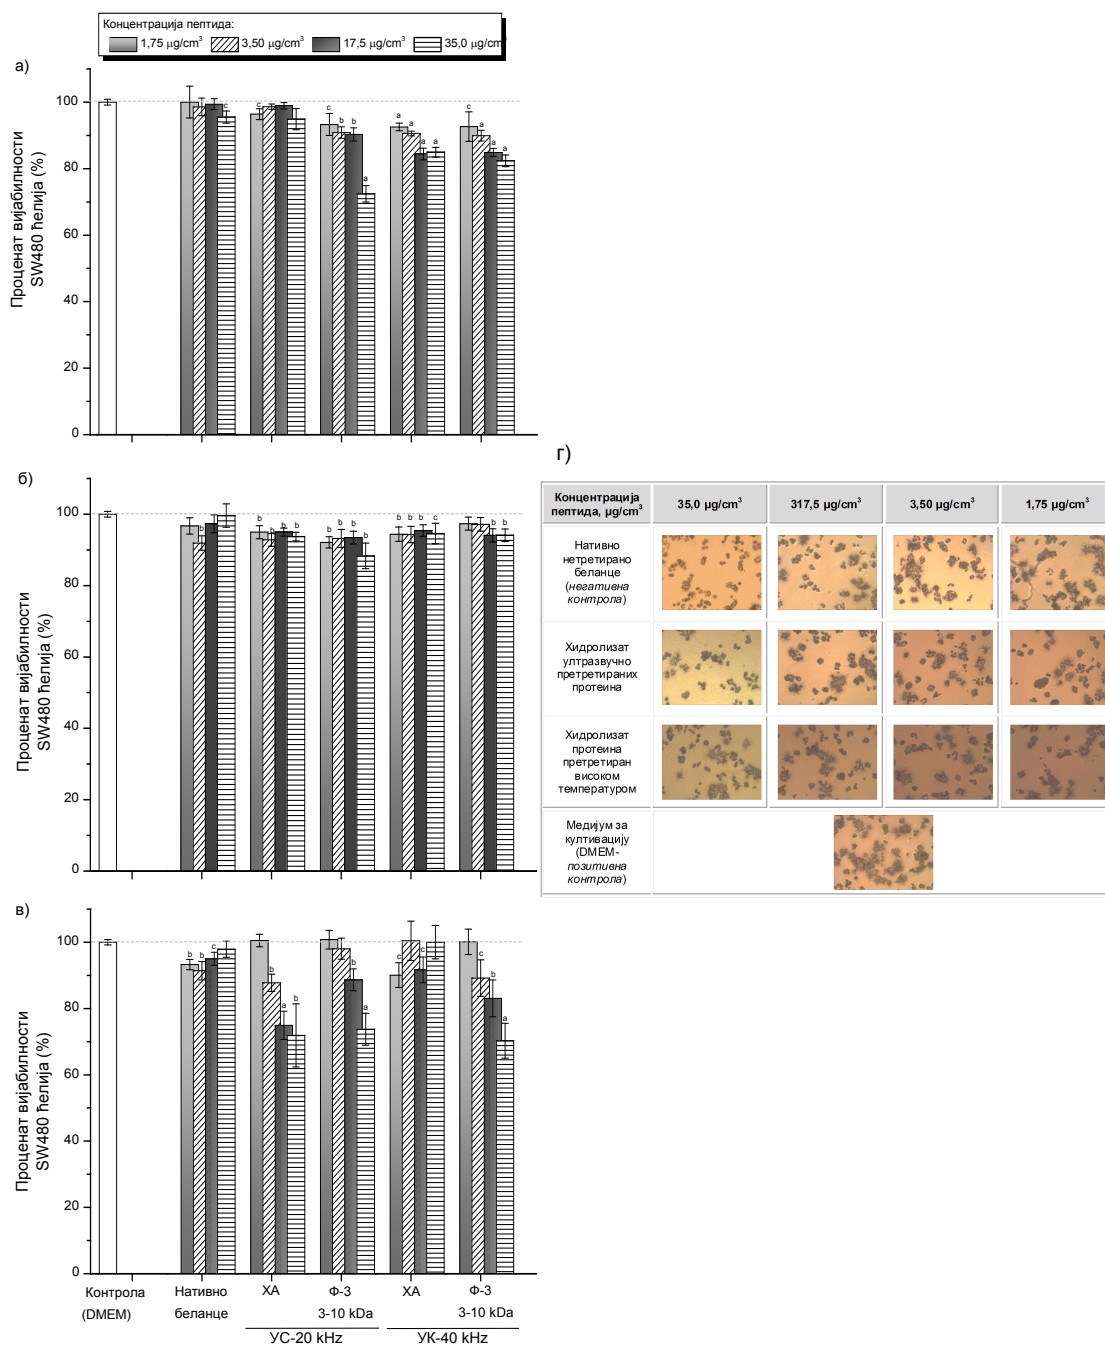 Концентрација пептида:
1,75 µg/cm³ 3,50 µg/cm³ 17,5 µg/cm³ 35,0 µg/cm³
а)
Проценат вијабилности
SW480 ћелија (%)
100
80
60
40
20
0
c c c b b a a a a a c a a a
б)
Проценат вијабилности
SW480 ћелија (%)
100
80
60
40
20
0
b b b b b b b b b b b b c b b
в)
Проценат вијабилности
SW480 ћелија (%)
100
80
60
40
20
0
b b c b a b b a c c c b a
Контрола
(DMEM)
Нативно
беланце
ХА
Ф-3
3-10 kDa
ХА
Ф-3
3-10 kDa
УС-20 kHz
УК-40 kHz
г)
Концентрација
пептида, µg/cm³
35,0 µg/cm³
317,5 µg/cm³
3,50 µg/cm³
1,75 µg/cm³
Нативно
нетретирано
беланце
(негативна
контрола)
Хидролизат
ултразвучно
претретираних
протеина
Хидролизат
протеина
претретиран
високом
температуром
Медијум за
култивацију
(DMEM-
позитивна
контрола)